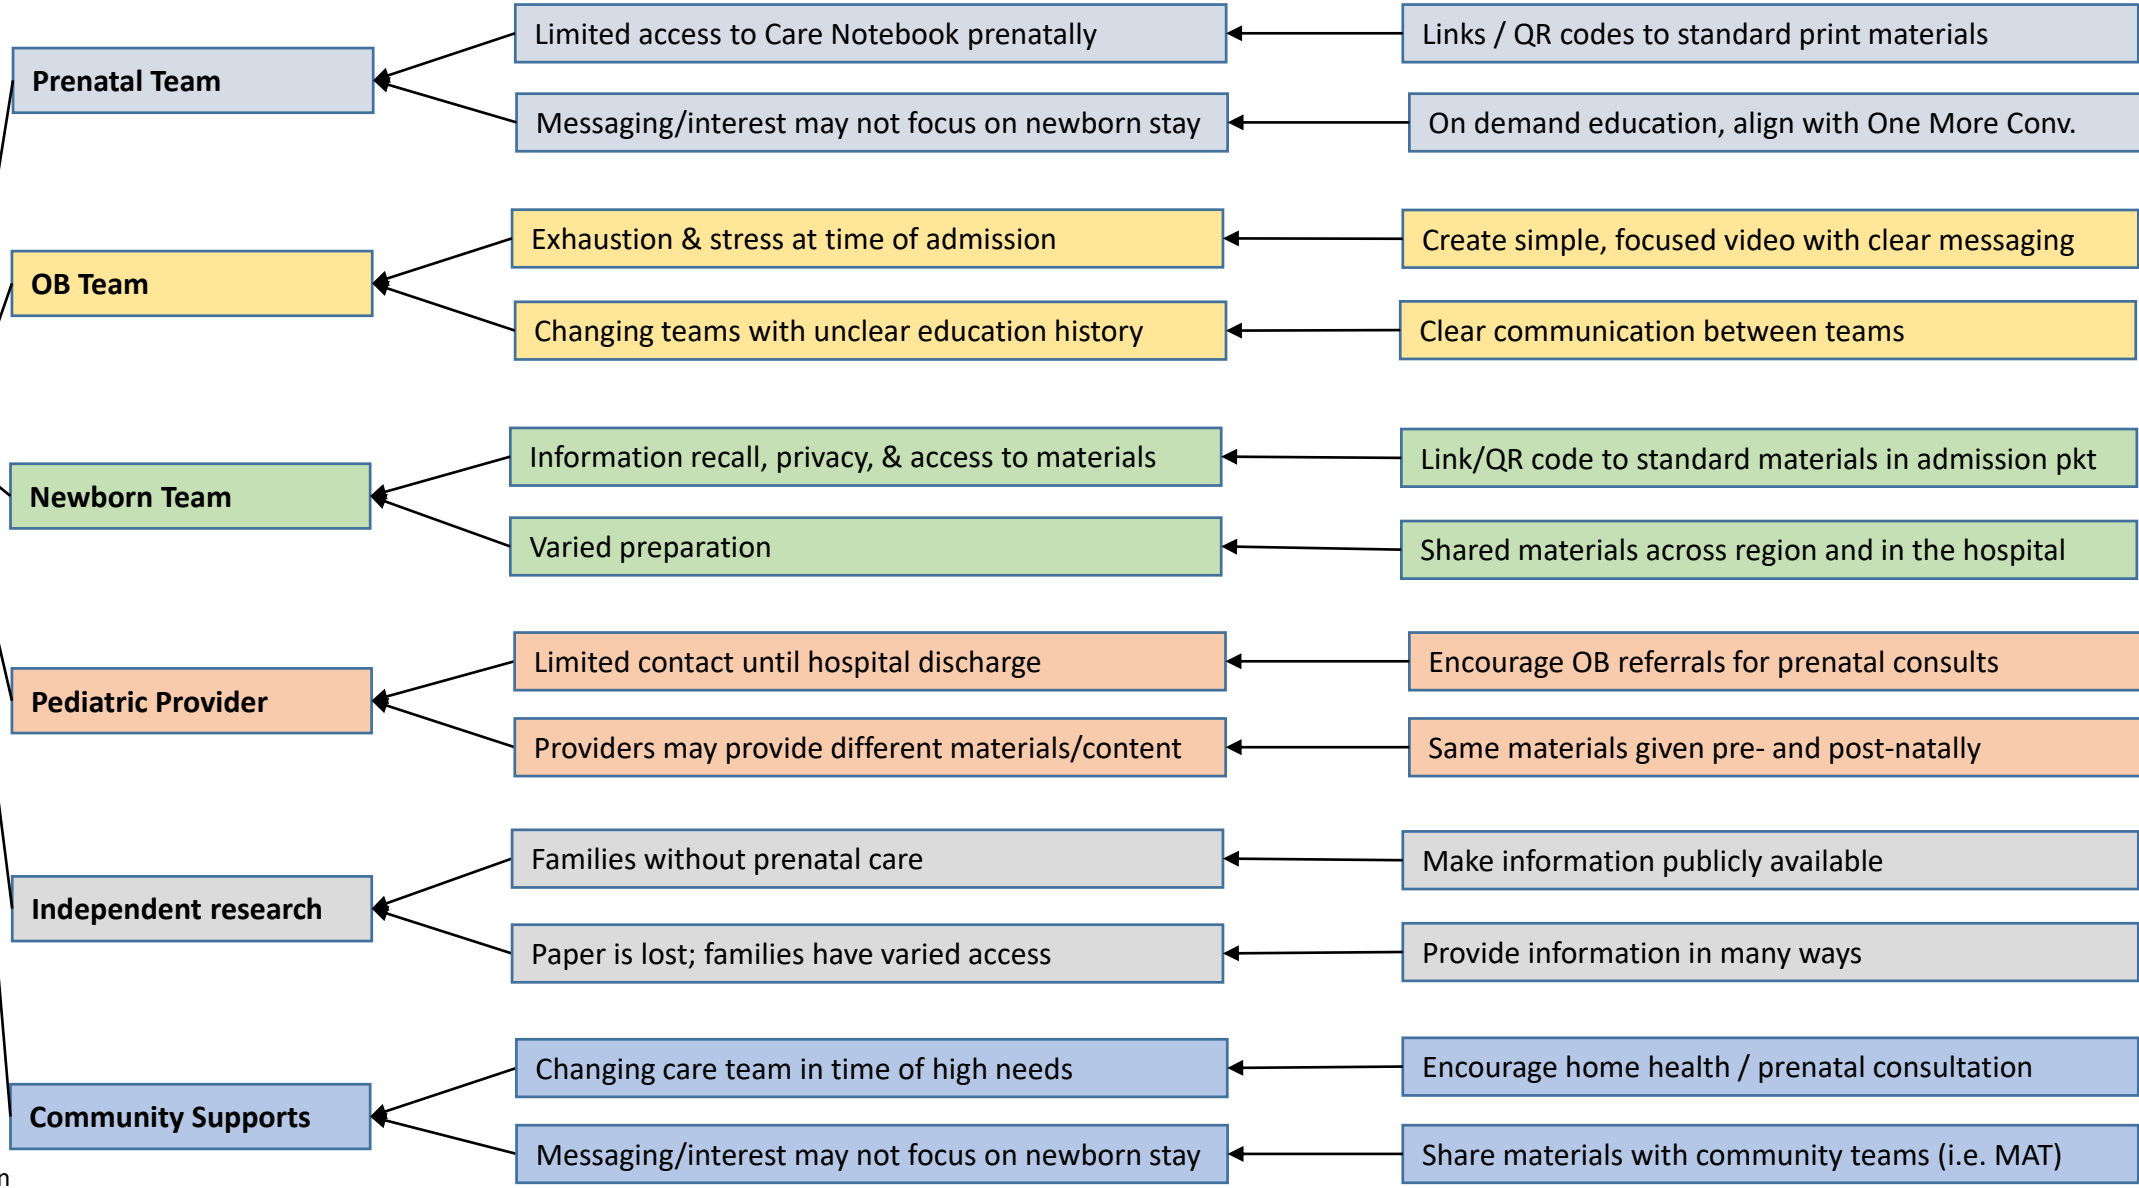 Limited access to Care Notebook prenatally
Links / QR codes to standard print materials
Prenatal Team
Messaging/interest may not focus on newborn stay
On demand education, align with One More Conv.
Exhaustion & stress at time of admission
Create simple, focused video with clear messaging
OB Team
Changing teams with unclear education history
Clear communication between teams
Information recall, privacy, & access to materials
Link/QR code to standard materials in admission pkt
Newborn Team
Varied preparation
Shared materials across region and in the hospital
Limited contact until hospital discharge
Encourage OB referrals for prenatal consults
Pediatric Provider
Providers may provide different materials/content
Same materials given pre- and post-natally
Families without prenatal care
Make information publicly available
Independent research
Paper is lost; families have varied access
Provide information in many ways
Changing care team in time of high needs
Encourage home health / prenatal consultation
Community Supports
Messaging/interest may not focus on newborn stay
Share materials with community teams (i.e. MAT)